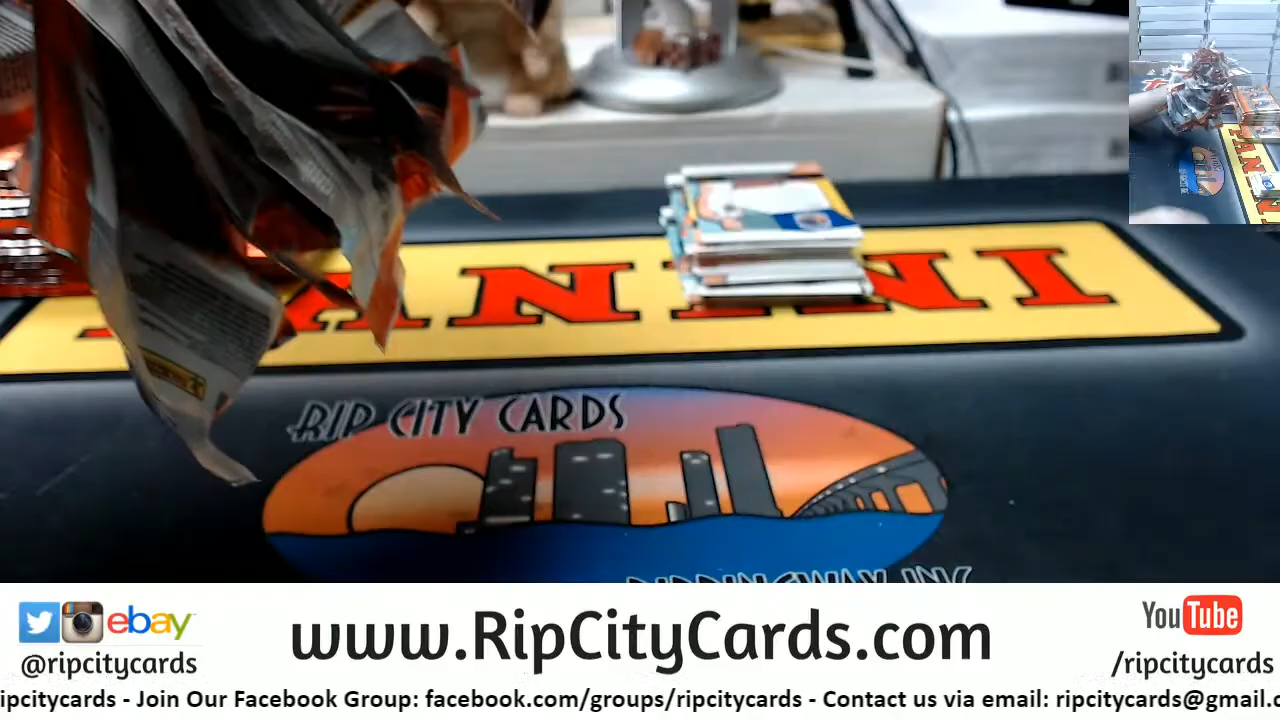 PANINI
RIP CITY CARDS
www.RipCityCards.com
ebay
@ripcitycards
YouTube
/ripcitycards
ripcitycards - Join Our Facebook Group: facebook.com/groups/ripcitycards - Contact us via email: ripcitycards@gmail.c